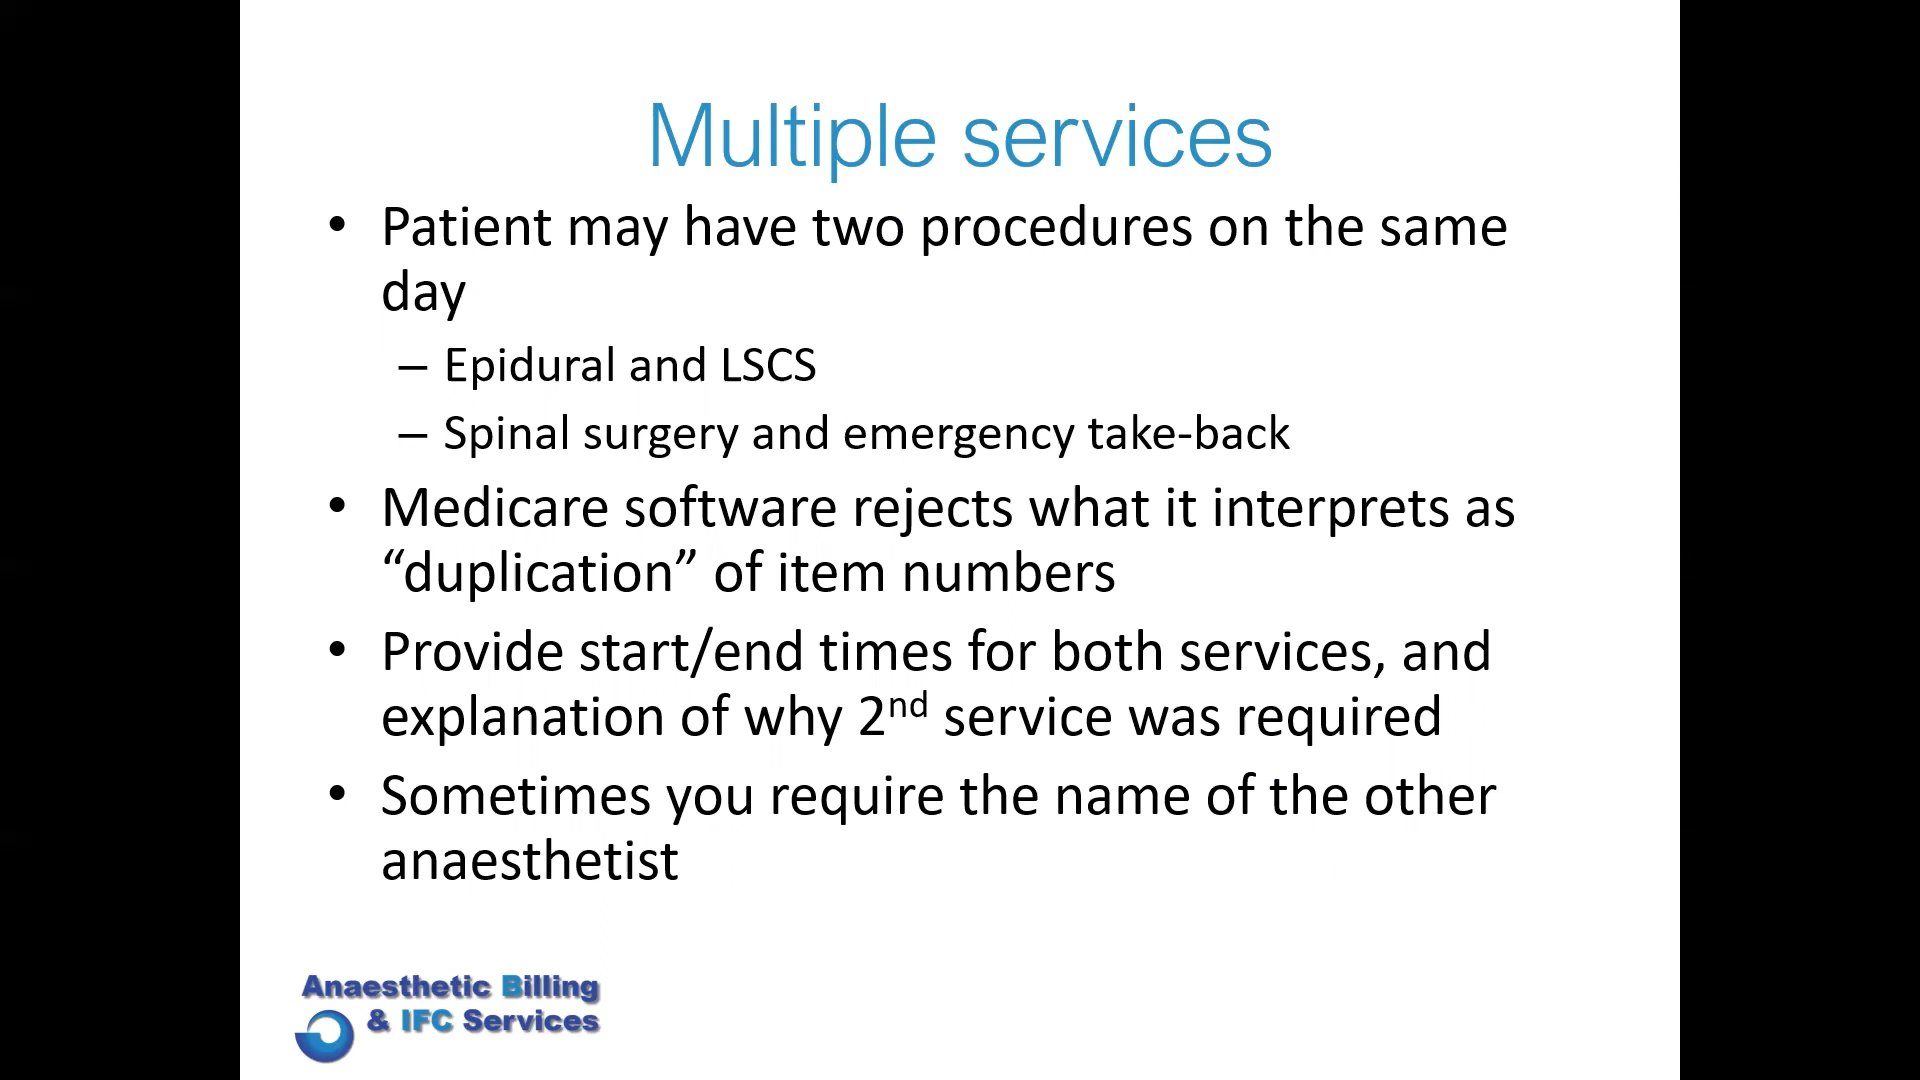 Multiple services
• Patient may have two procedures on the same
day
– Epidural and LSCS
– Spinal surgery and emergency take-back
• Medicare software rejects what it interprets as
“duplication” of item numbers
• Provide start/end times for both services, and
explanation of why 2nd service was required
• Sometimes you require the name of the other
anaesthetist
Anaesthetic Billing
& IFC Services